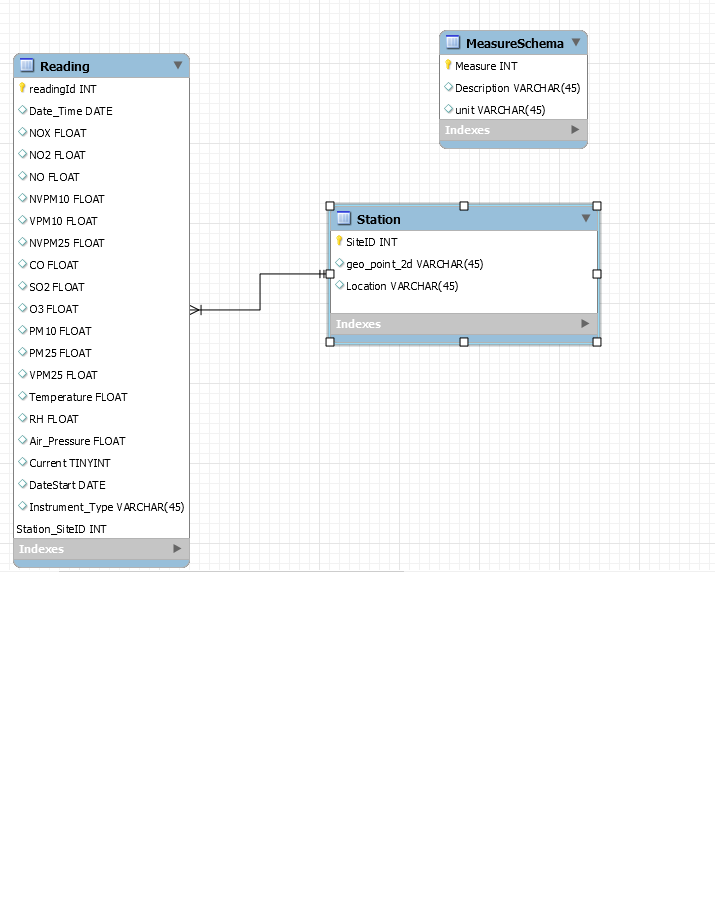 Reading
readingId INT
Date_Time DATE
NOX FLOAT
NO2 FLOAT
NO FLOAT
NVPM10 FLOAT
VPM10 FLOAT
NVPM25 FLOAT
CO FLOAT
SO2 FLOAT
O3 FLOAT
PM10 FLOAT
PM25 FLOAT
VPM25 FLOAT
Temperature FLOAT
RH FLOAT
Air_Pressure FLOAT
Current TINYINT
DateStart DATE
Instrument_Type VARCHAR(45)
Station_SiteID INT
Indexes
MeasureSchema
Measure INT
Description VARCHAR(45)
unit VARCHAR(45)
Indexes
Station
SiteID INT
geo_point_2d VARCHAR(45)
Location VARCHAR(45)
Indexes